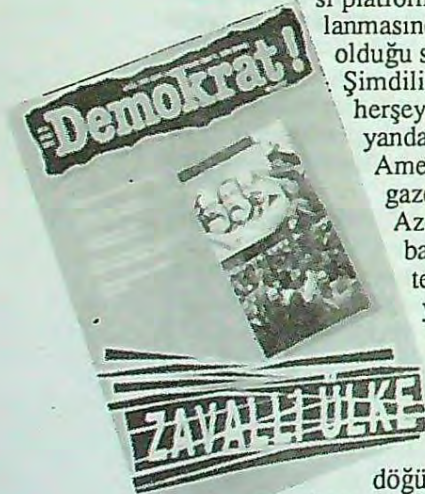 Demokrat!
ZAVALLI ÜLKE
si platform
lanmasın
olduğu s
Şimdili
herşey
yanda
Ame
gaze
Az
ba
te
y
döğü